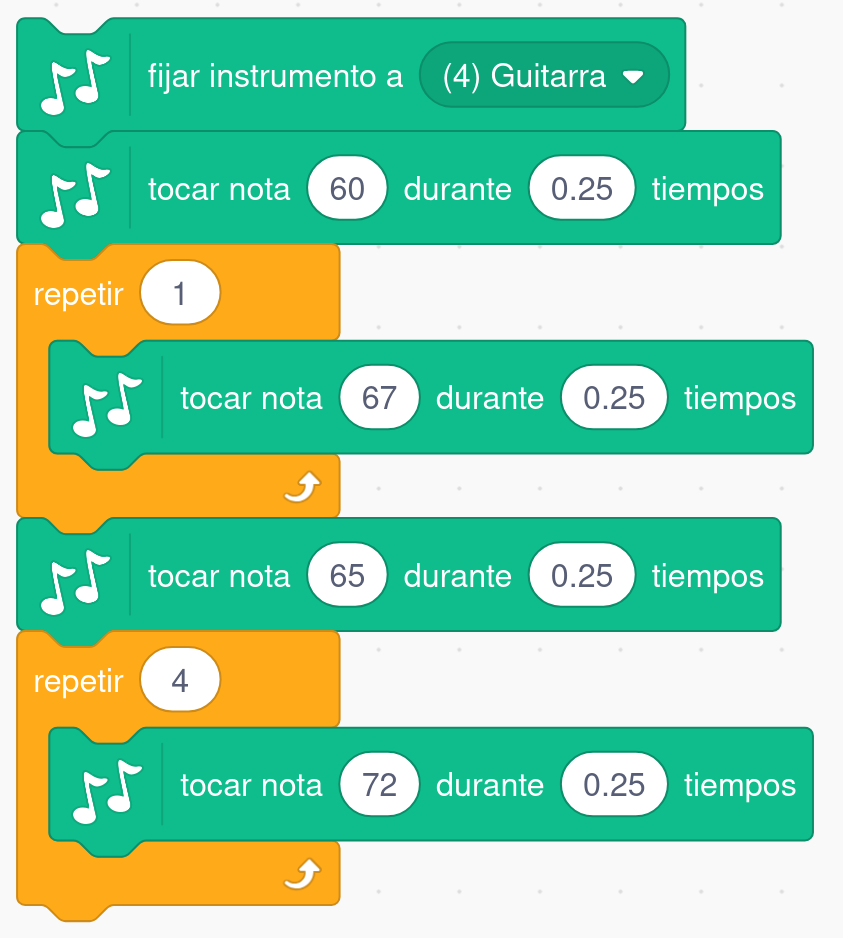 fijar instrumento a (4) Guitarra
tocar nota 60 durante 0.25 tiempos
repetir 1
tocar nota 67 durante 0.25 tiempos
tocar nota 65 durante 0.25 tiempos
repetir 4
tocar nota 72 durante 0.25 tiempos